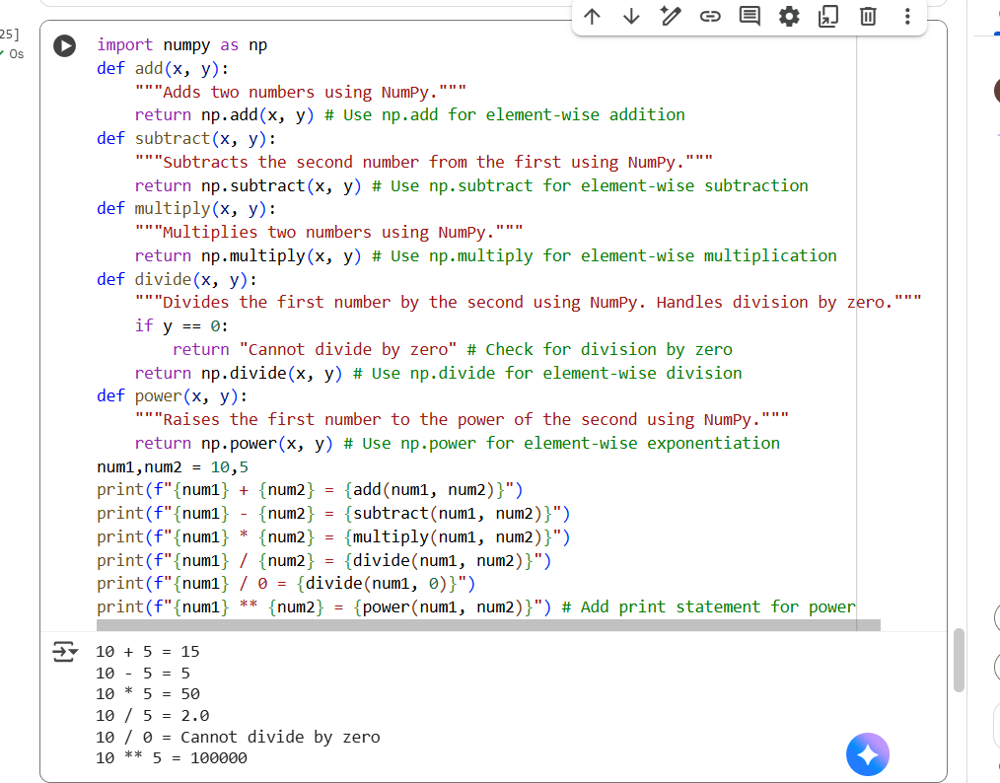 25]
0s
import numpy as np
def add(x, y):
    """Adds two numbers using NumPy."""
    return np.add(x, y) # Use np.add for element-wise addition
def subtract(x, y):
    """Subtracts the second number from the first using NumPy."""
    return np.subtract(x, y) # Use np.subtract for element-wise subtraction
def multiply(x, y):
    """Multiplies two numbers using NumPy."""
    return np.multiply(x, y) # Use np.multiply for element-wise multiplication
def divide(x, y):
    """Divides the first number by the second using NumPy. Handles division by zero."""
    if y == 0:
        return "Cannot divide by zero" # Check for division by zero
    return np.divide(x, y) # Use np.divide for element-wise division
def power(x, y):
    """Raises the first number to the power of the second using NumPy."""
    return np.power(x, y) # Use np.power for element-wise exponentiation
num1,num2 = 10,5
print(f"{num1} + {num2} = {add(num1, num2)}")
print(f"{num1} - {num2} = {subtract(num1, num2)}")
print(f"{num1} * {num2} = {multiply(num1, num2)}")
print(f"{num1} / {num2} = {divide(num1, num2)}")
print(f"{num1} / 0 = {divide(num1, 0)}")
print(f"{num1} ** {num2} = {power(num1, num2)}") # Add print statement for power
10 + 5 = 15
10 - 5 = 5
10 * 5 = 50
10 / 5 = 2.0
10 / 0 = Cannot divide by zero
10 ** 5 = 100000